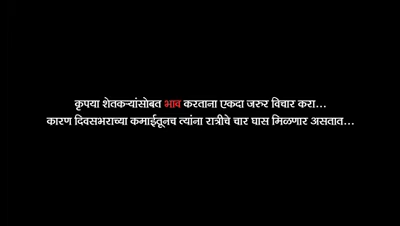 कृपया शेतकऱ्यांसोबत भाव करताना एकदा जरुर विचार करा...
कारण दिवसभराच्या कमाईतूनच त्यांना रात्रीचे चार घास मिळणार असतात...